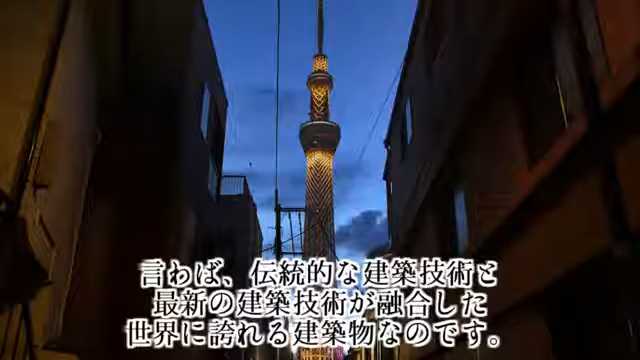 言わば、伝統的な建築技術と
最新の建築技術が融合した
世界に誇れる建築物なのです。